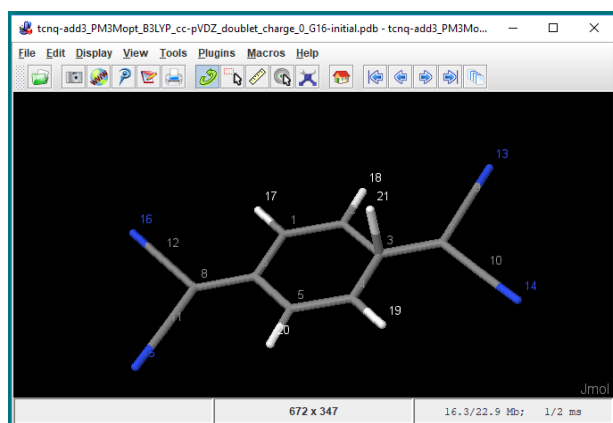 tcnq-add3_PM3Mopt_B3LYP_cc-pVDZ_doublet_charge_0_G16-initial.pdb - tcnq-add3_PM3Mo...
File Edit Display View Tools Plugins Macros Help
13
18
21
17
16
1
3
12
10
8
14
5
19
20
Jmol
672 x 347
16.3/22.9 Mb; 1/2 ms